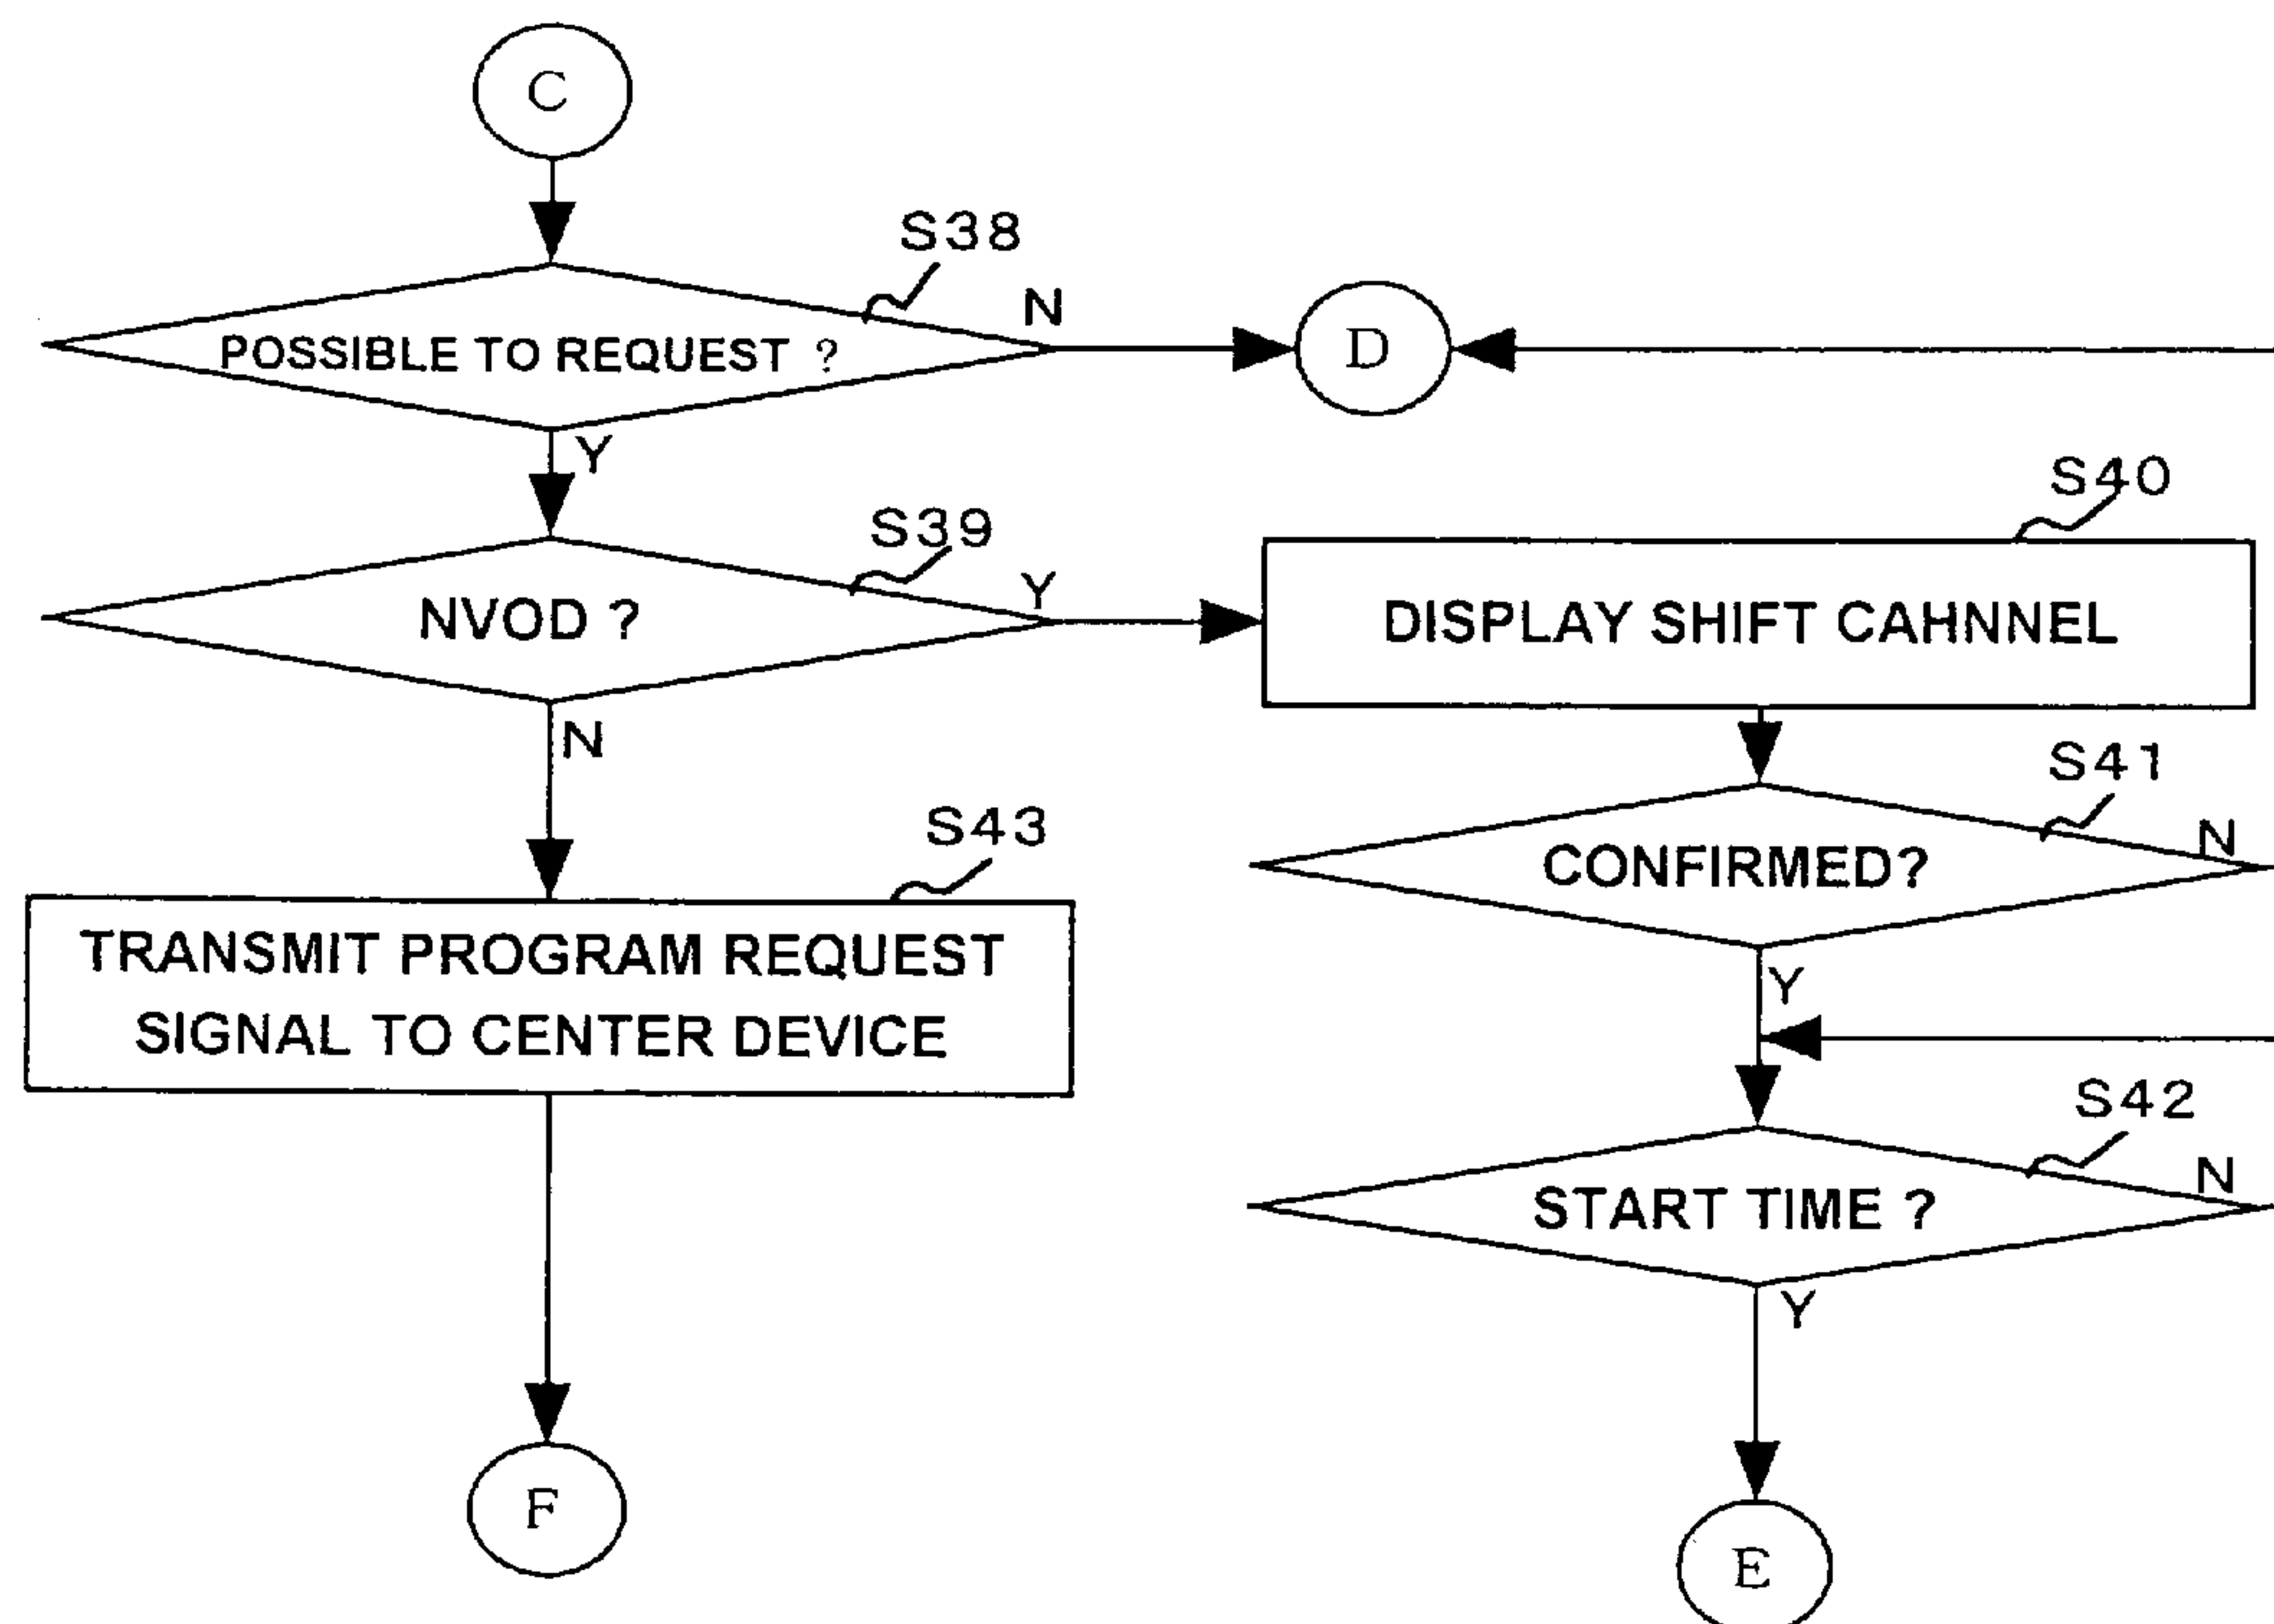 C
S38
POSSIBLE TO REQUEST ?
N
D
Y
S39
NVOD ?
Y
S40
DISPLAY SHIFT CAHNNEL
N
S41
CONFIRMED?
N
S43
TRANSMIT PROGRAM REQUEST
SIGNAL TO CENTER DEVICE
Y
S42
START TIME ?
N
Y
F
E